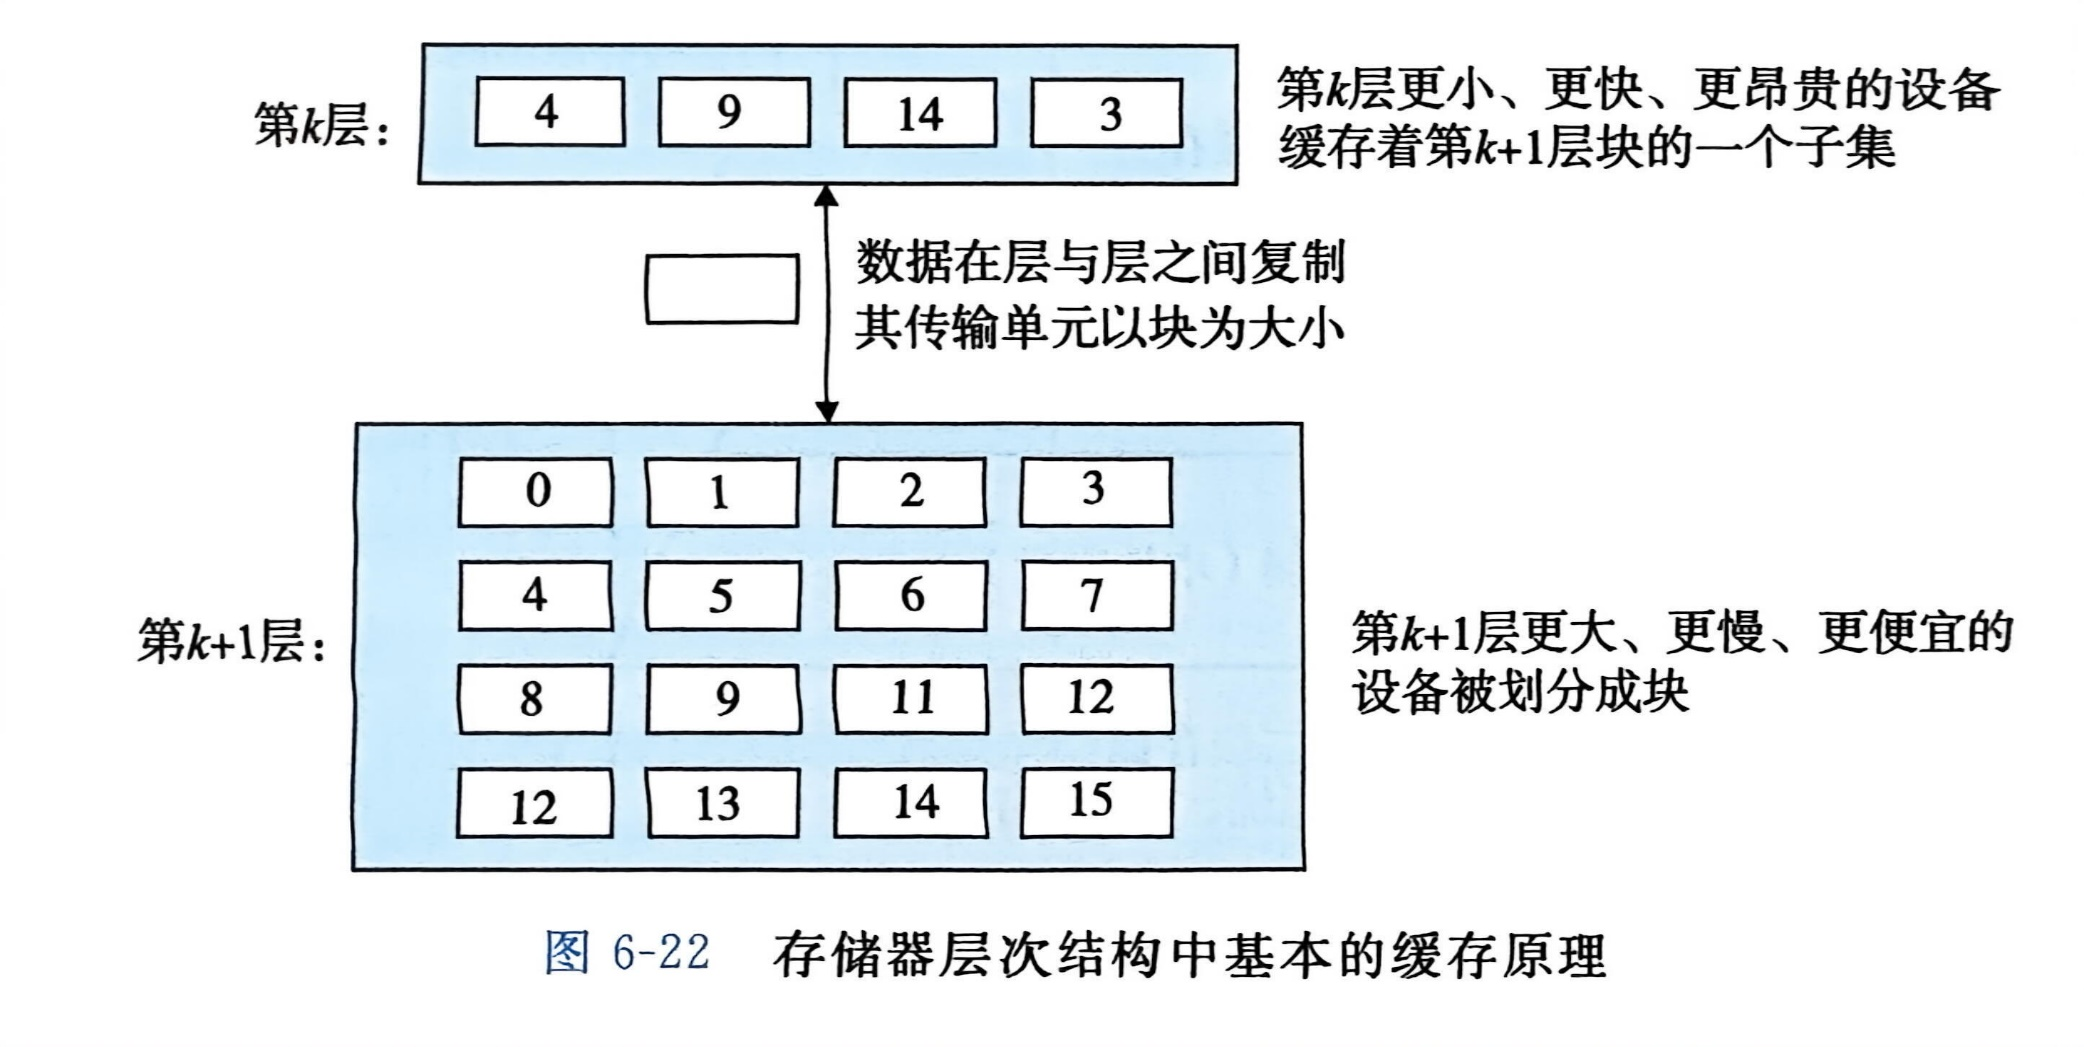 第k层：
4 9 14 3
第k层更小、更快、更昂贵的设备
缓存着第k+1层块的一个子集
数据在层与层之间复制
其传输单元以块为大小
第k+1层：
0 1 2 3
4 5 6 7
8 9 11 12
12 13 14 15
第k+1层更大、更慢、更便宜的
设备被划分成块
图 6-22 存储器层次结构中基本的缓存原理